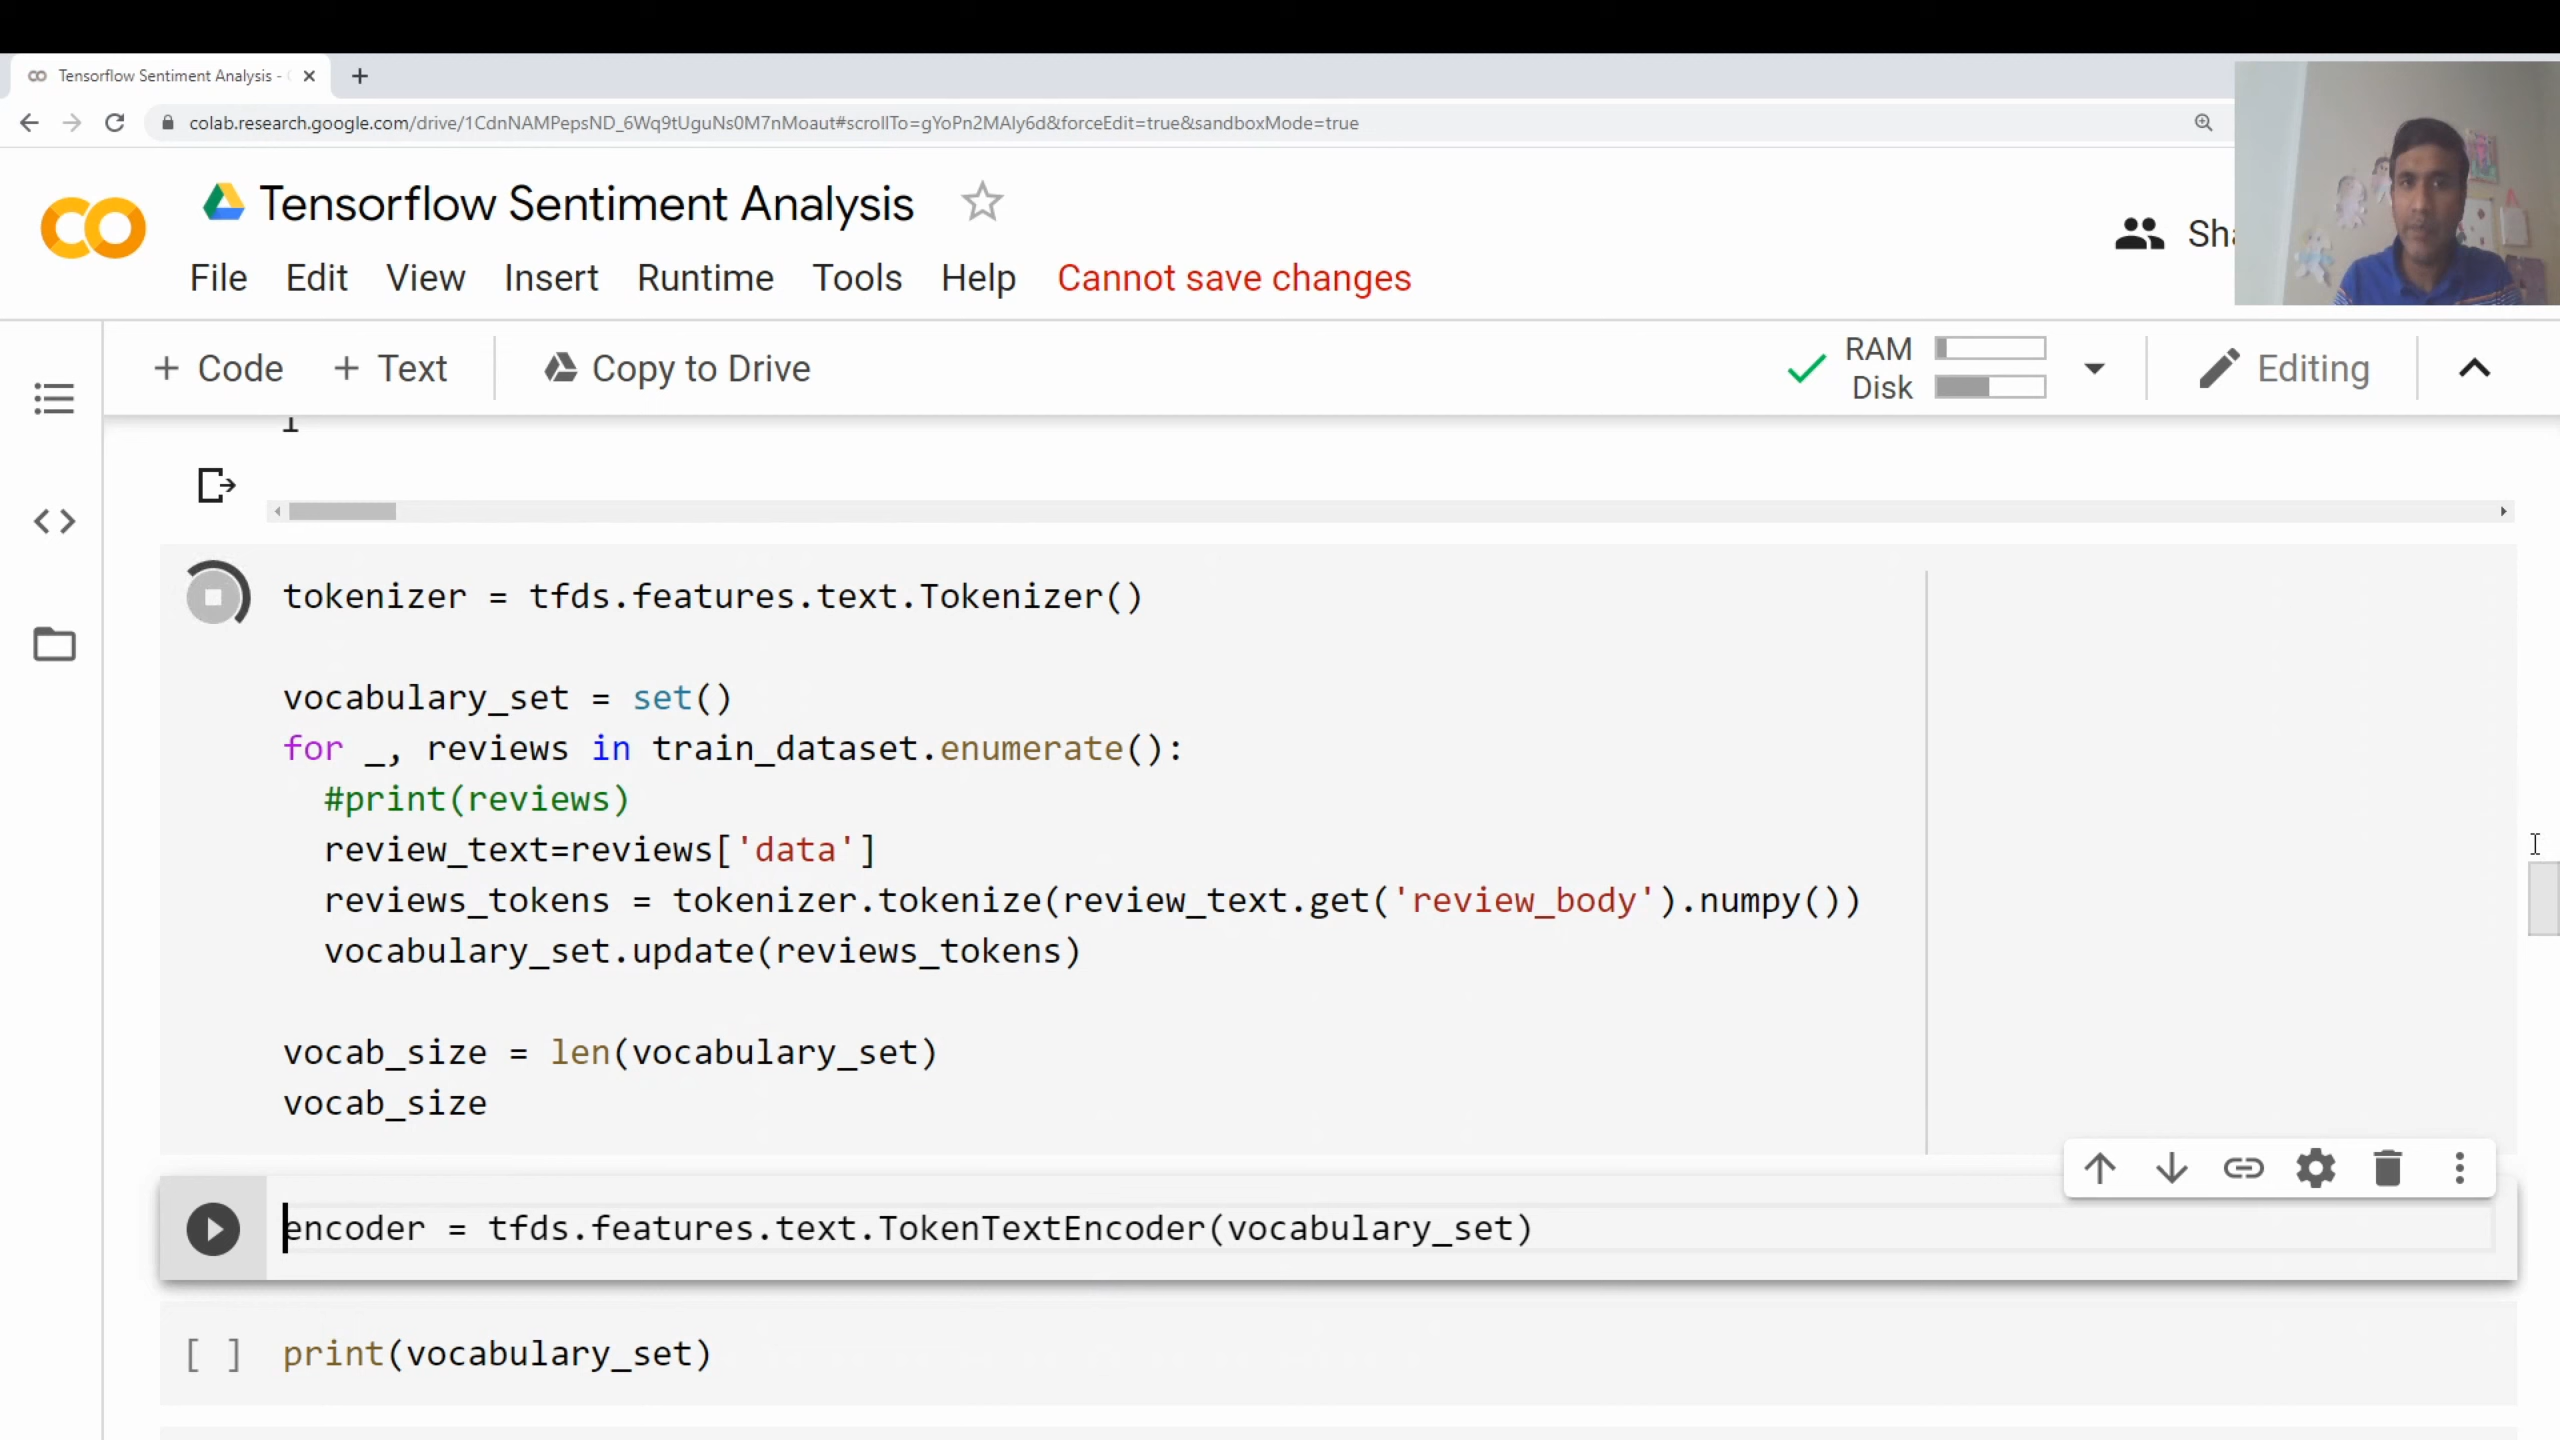 Tensorflow Sentiment Analysis -
colab.research.google.com/drive/1CdnNAMPepsND_6Wq9tUguNs0M7nMoaut#scrollTo=gYoPn2MAIy6d&forceEdit=true&sandboxMode=true
Tensorflow Sentiment Analysis
File Edit View Insert Runtime Tools Help Cannot save changes
+ Code + Text Copy to Drive
RAM
Disk
Editing
tokenizer = tfds.features.text.Tokenizer()
vocabulary_set = set()
for _, reviews in train_dataset.enumerate():
  #print(reviews)
  review_text=reviews['data']
  reviews_tokens = tokenizer.tokenize(review_text.get('review_body').numpy())
  vocabulary_set.update(reviews_tokens)
vocab_size = len(vocabulary_set)
vocab_size
encoder = tfds.features.text.TokenTextEncoder(vocabulary_set)
[ ] print(vocabulary_set)